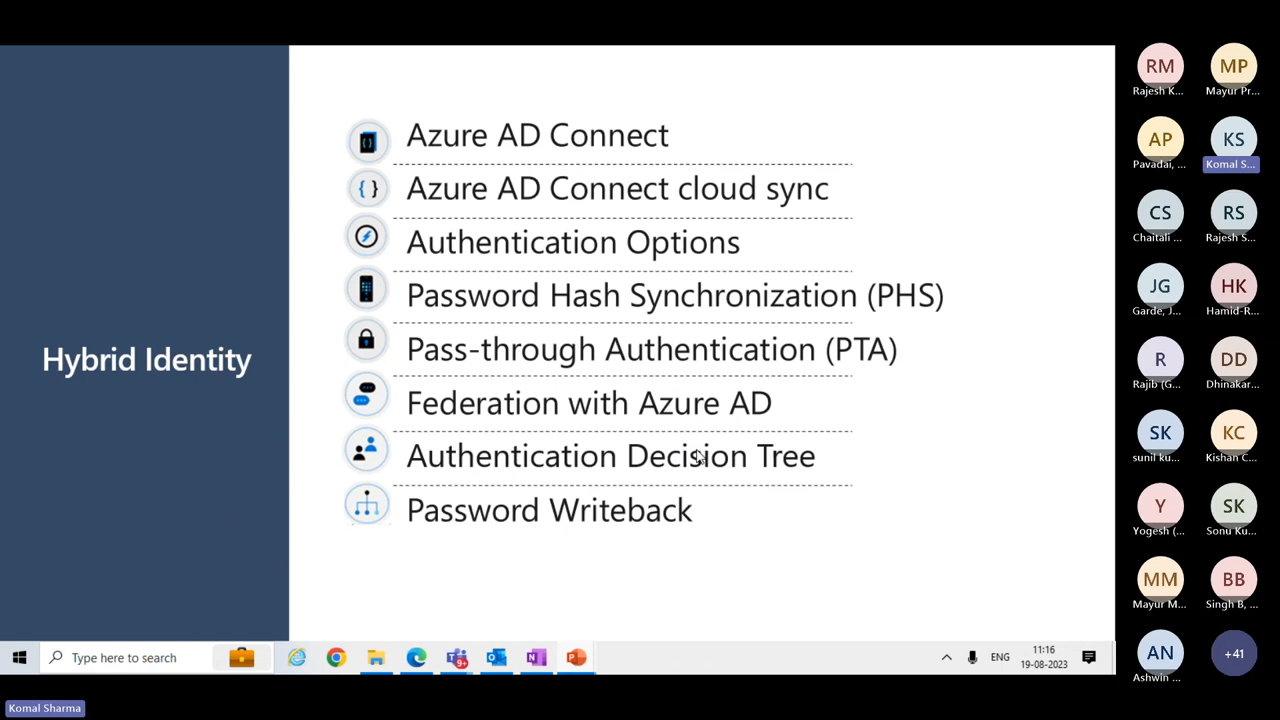 Hybrid Identity
Azure AD Connect
Azure AD Connect cloud sync
Authentication Options
Password Hash Synchronization (PHS)
Pass-through Authentication (PTA)
Federation with Azure AD
Authentication Decision Tree
Password Writeback
RM
Rajesh K...
MP
Mayur Pr...
AP
Pavadai, ...
KS
Komal S...
CS
Chaitali ...
RS
Rajesh S...
JG
Garde, J...
HK
Hamid-R...
R
Rajib (G...
DD
Dhinakar...
SK
sunil ku...
KC
Kishan C...
Y
Yogesh (...
SK
Sonu Ku...
MM
Mayur M...
BB
Singh B, ...
AN
Ashwin ...
+41
Type here to search
9+
ENG
11:16
19-08-2023
Komal Sharma